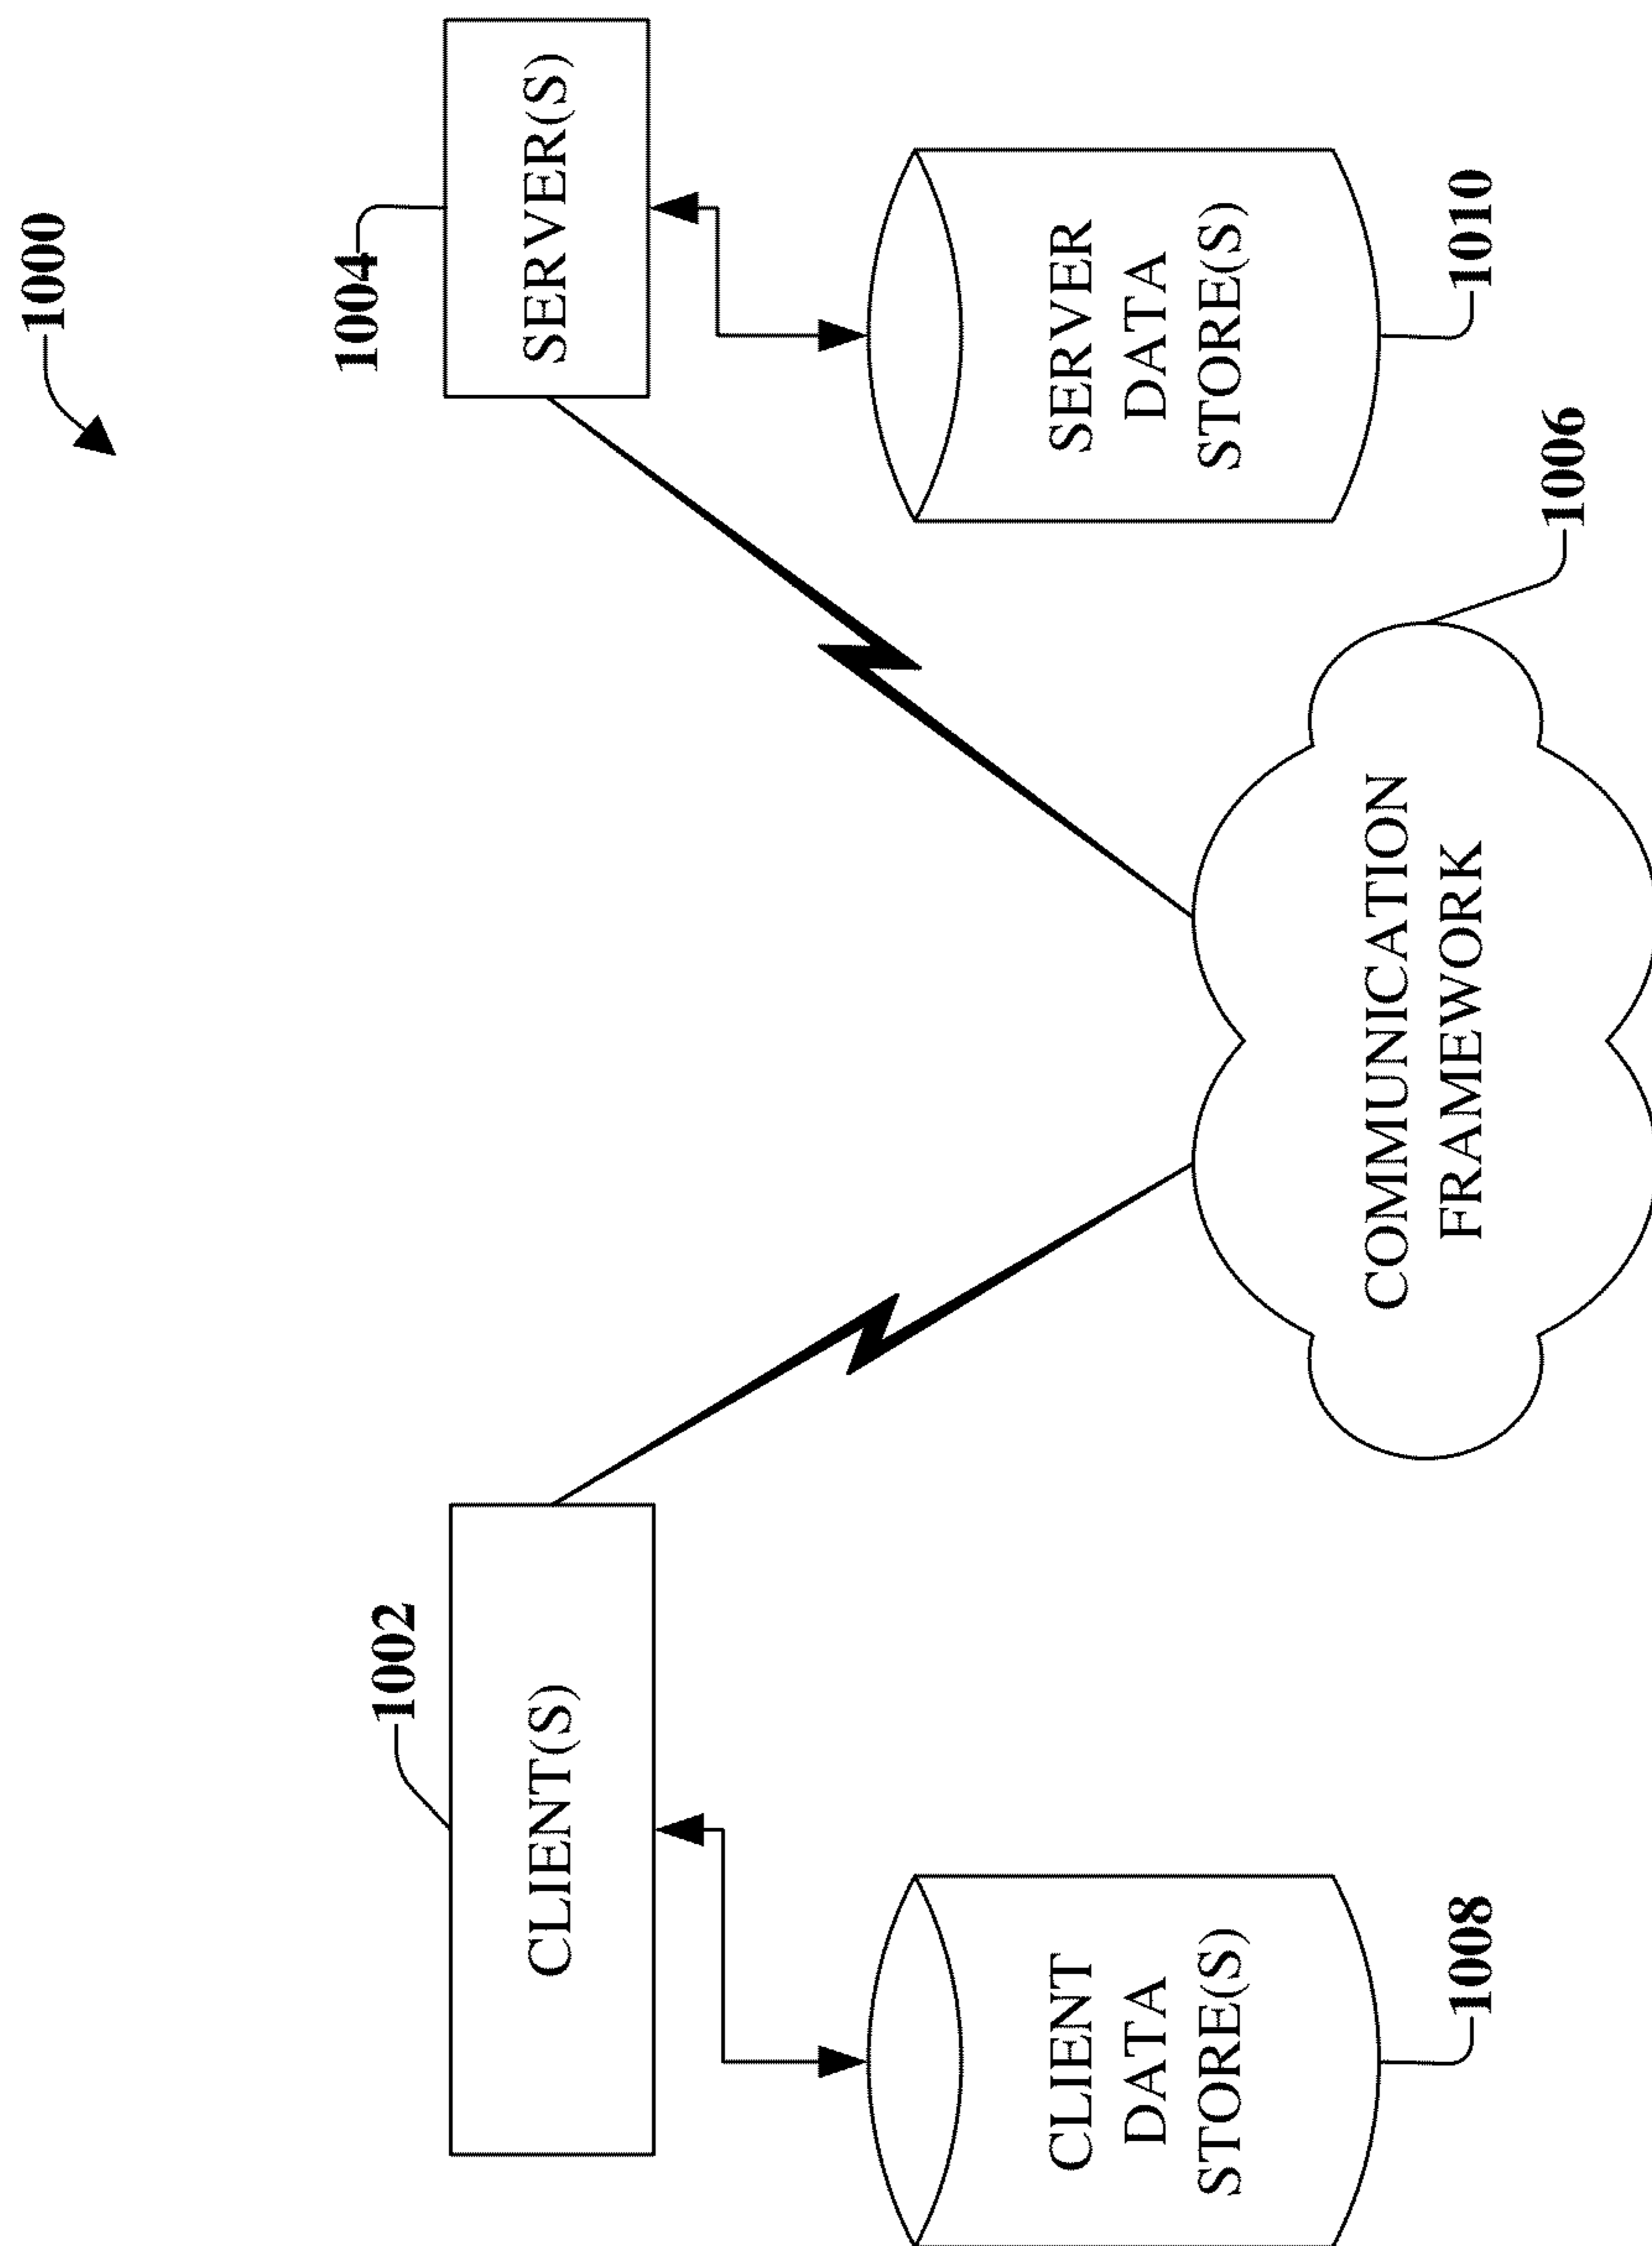 1000
1002
1004
CLIENT(S)
SERVER(S)
CLIENT
DATA
STORE(S)
SERVER
DATA
STORE(S)
COMMUNICATION
FRAMEWORK
1008
1010
1006